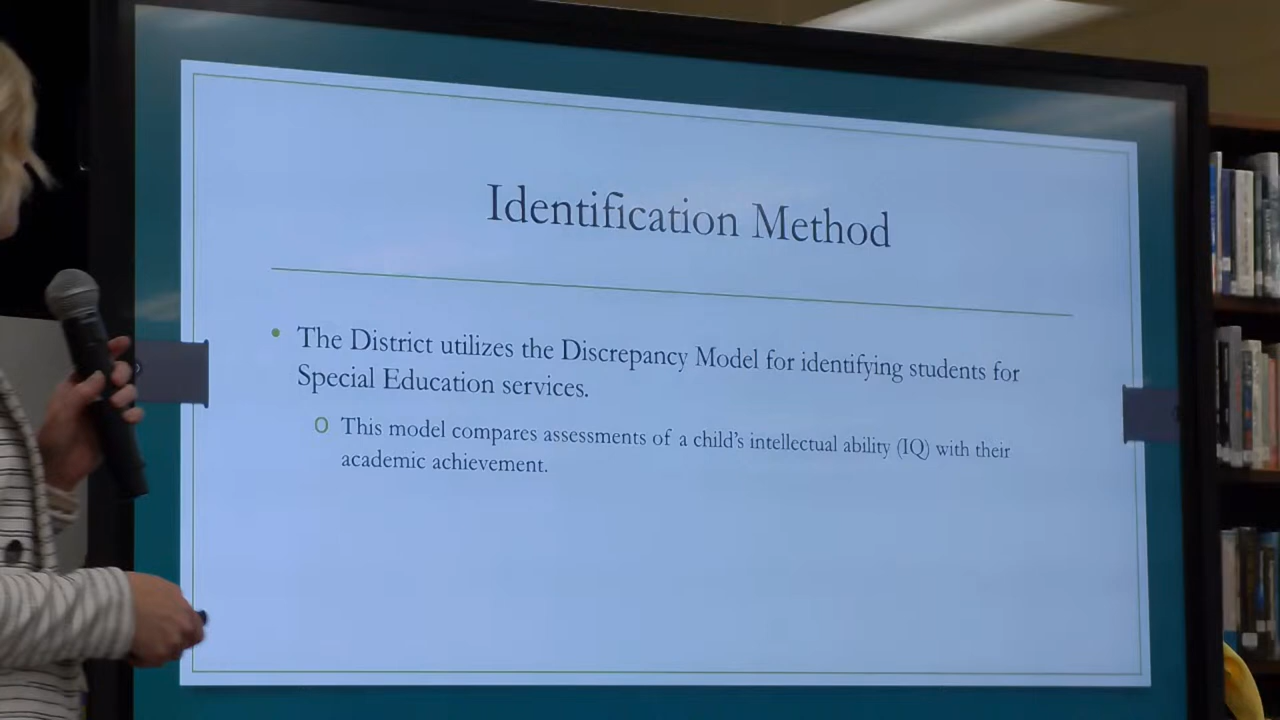 Identification Method
• The District utilizes the Discrepancy Model for identifying students for
Special Education services.
o This model compares assessments of a child's intellectual ability (IQ) with their
academic achievement.